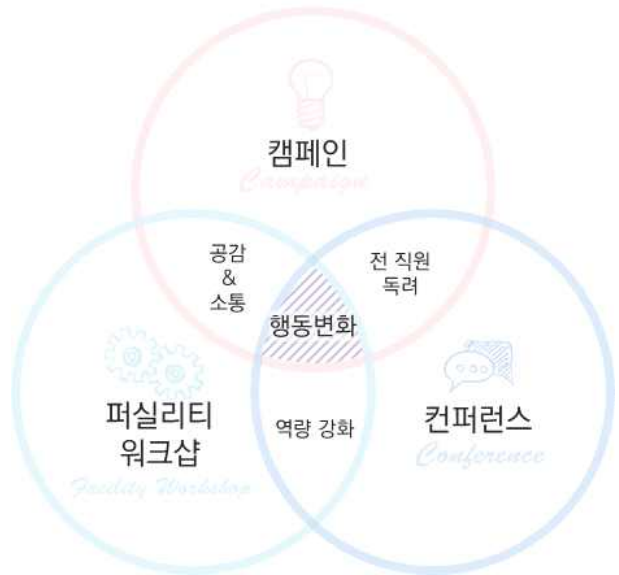 캠페인
Campaign
공감
&
소통
전 직원
독려
행동변화
퍼실리티
워크샵
Facility Workshop
역량 강화
컨퍼런스
Conference